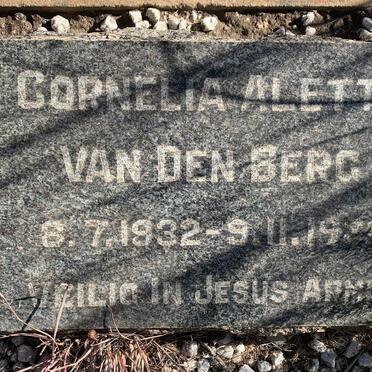 CORNELIA ALETT
VAN DEN BERG
8.7.1932-9.11.19
VEILIG IN JESUS ARM